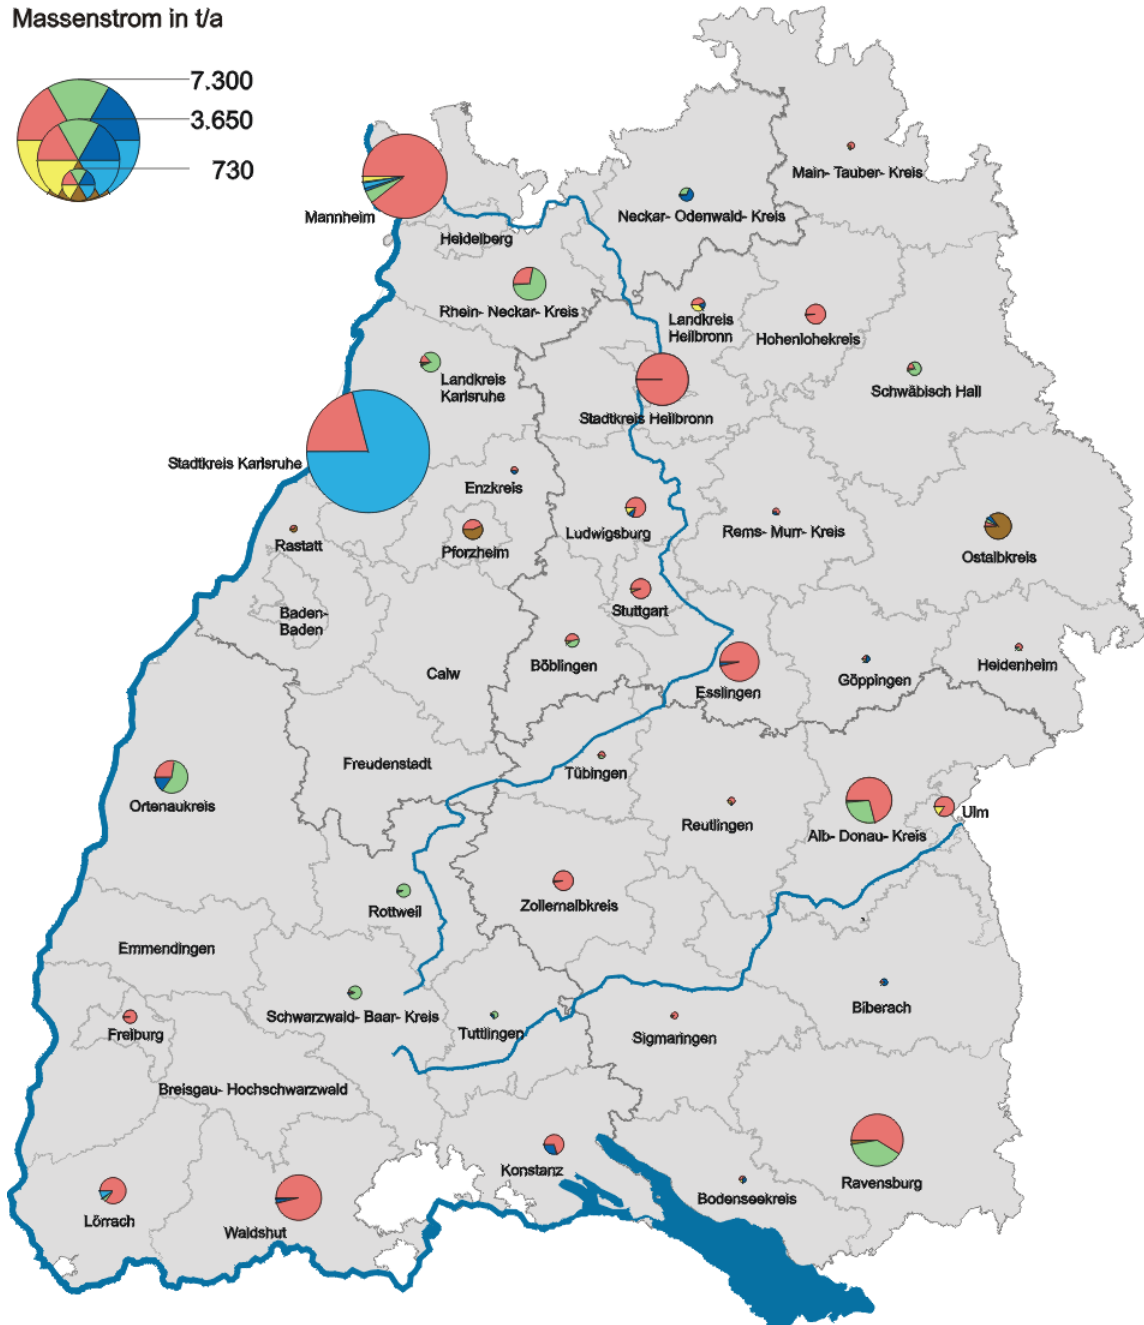 Massenstrom in t/a
7.300
3.650
730
Main- Tauber- Kreis
Mannheim
Neckar- Odenwald- Kreis
Heidelberg
Rhein- Neckar- Kreis
Landkreis
Heilbronn
Hohenlohekreis
Landkreis
Karlsruhe
Schwäbisch Hall
Stadtkreis Heilbronn
Stadtkreis Karlsruhe
Enzkreis
Ludwigsburg
Rems- Murr- Kreis
Rastatt
Pforzheim
Ostalbkreis
Stuttgart
Baden-
Baden
Böblingen
Calw
Esslingen
Göppingen
Heidenheim
Freudenstadt
Tübingen
Ortenaukreis
Reutlingen
Alb- Donau- Kreis
Ulm
Rottweil
Zollernalbkreis
Emmendingen
Schwarzwald- Baar- Kreis
Biberach
Freiburg
Tuttlingen
Sigmaringen
Breisgau- Hochschwarzwald
Konstanz
Ravensburg
Bodenseekreis
Lörrach
Waldshut